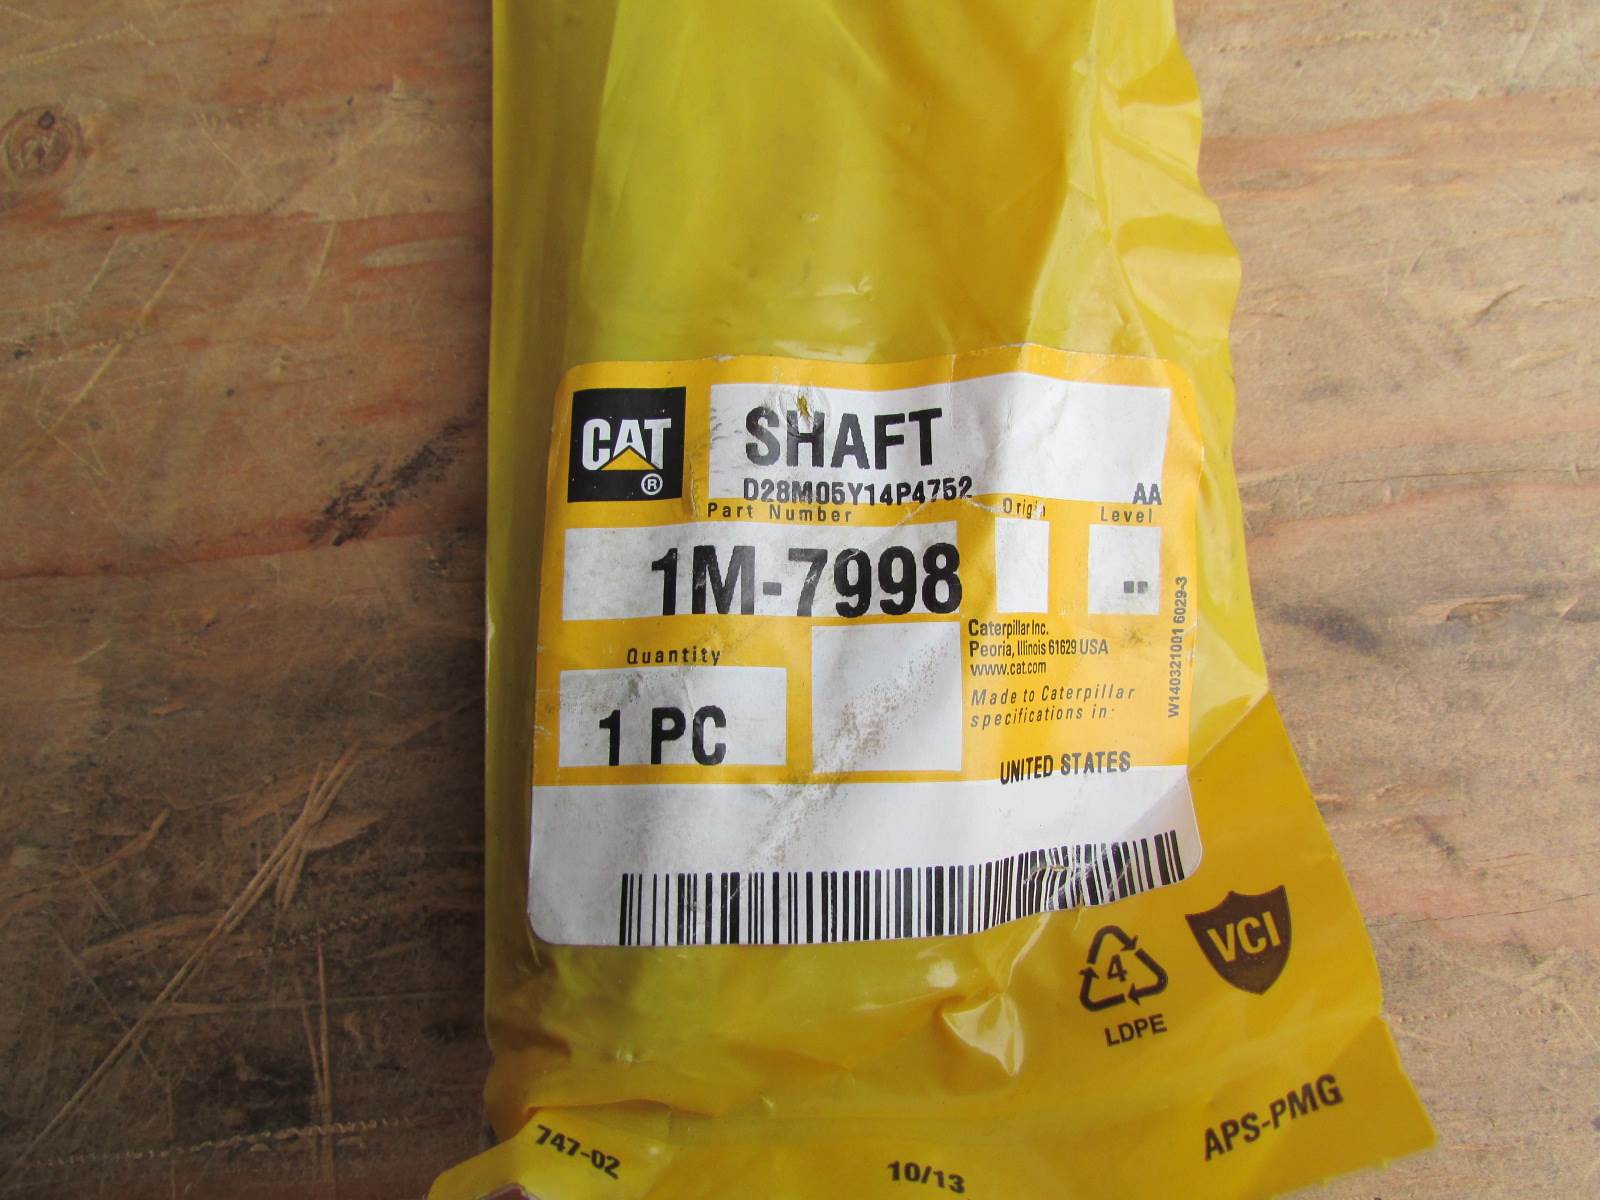 CAT
®
SHAFT
D28M05Y14P4752
AA
Part Number
Origin
Level
1M-7998
--
Quantity
1 PC
Caterpillar Inc.
Peoria, Illinois 61629 USA
www.cat.com
Made to Caterpillar
specifications in:
UNITED STATES
W140321001 6029-3
4
LDPE
VCI
APS-PMG
747-02
10/13